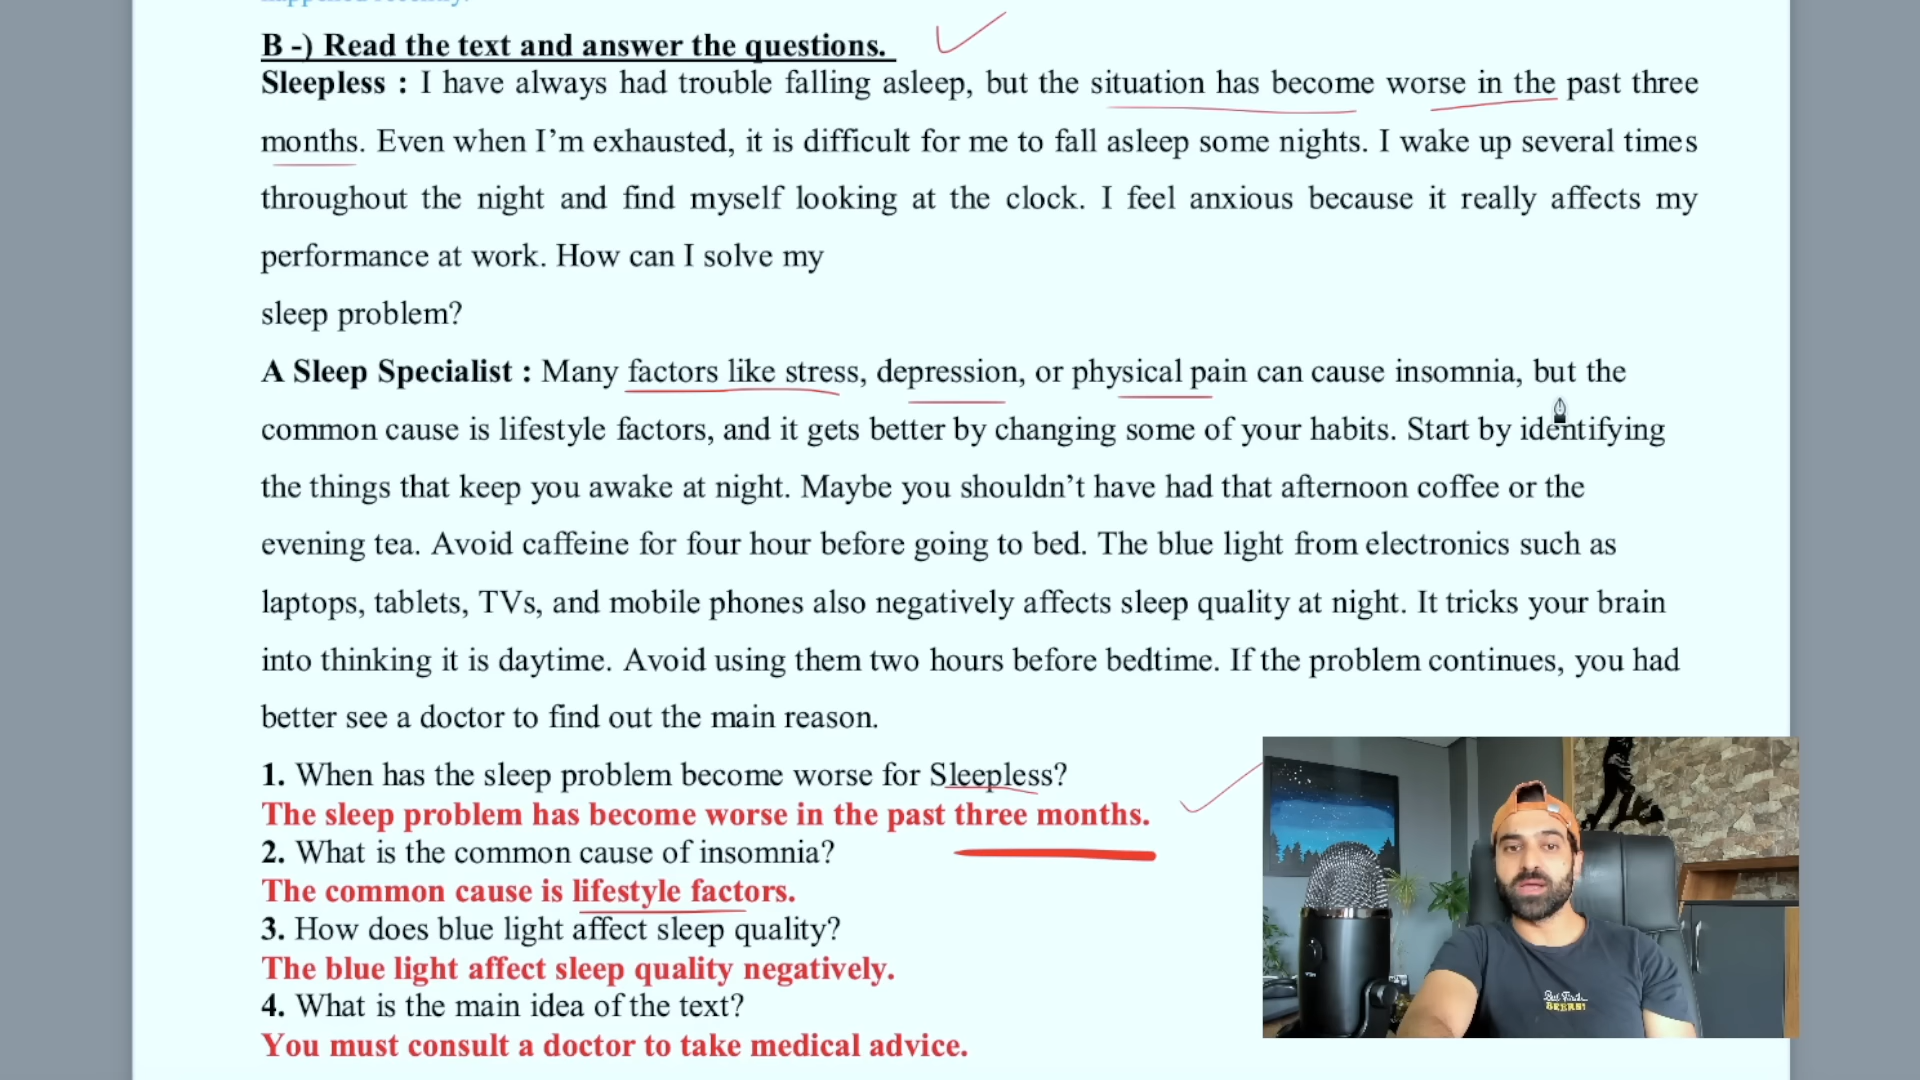 B -) Read the text and answer the questions.
Sleepless : I have always had trouble falling asleep, but the situation has become worse in the past three
months. Even when I’m exhausted, it is difficult for me to fall asleep some nights. I wake up several times
throughout the night and find myself looking at the clock. I feel anxious because it really affects my
performance at work. How can I solve my
sleep problem?
A Sleep Specialist : Many factors like stress, depression, or physical pain can cause insomnia, but the
common cause is lifestyle factors, and it gets better by changing some of your habits. Start by identifying
the things that keep you awake at night. Maybe you shouldn’t have had that afternoon coffee or the
evening tea. Avoid caffeine for four hour before going to bed. The blue light from electronics such as
laptops, tablets, TVs, and mobile phones also negatively affects sleep quality at night. It tricks your brain
into thinking it is daytime. Avoid using them two hours before bedtime. If the problem continues, you had
better see a doctor to find out the main reason.
1. When has the sleep problem become worse for Sleepless?
The sleep problem has become worse in the past three months.
2. What is the common cause of insomnia?
The common cause is lifestyle factors.
3. How does blue light affect sleep quality?
The blue light affect sleep quality negatively.
4. What is the main idea of the text?
You must consult a doctor to take medical advice.